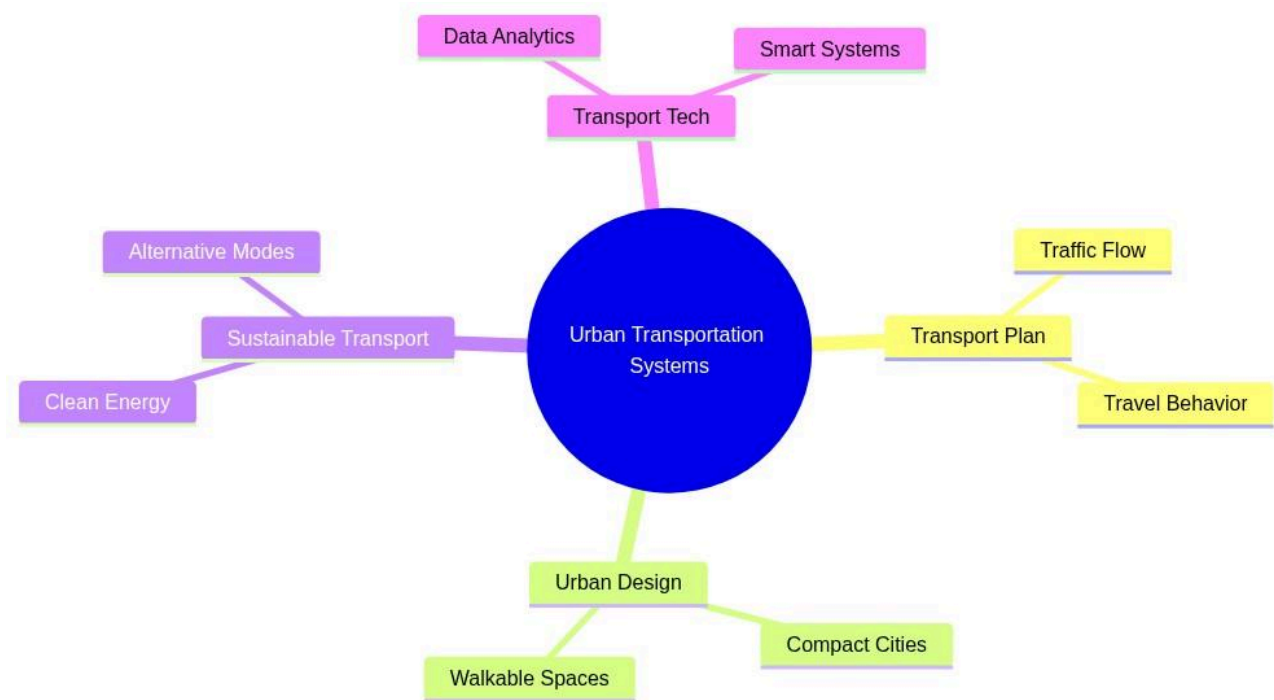 Data Analytics
Smart Systems
Transport Tech
Alternative Modes
Traffic Flow
Sustainable Transport
Urban Transportation
Systems
Transport Plan
Clean Energy
Travel Behavior
Urban Design
Compact Cities
Walkable Spaces